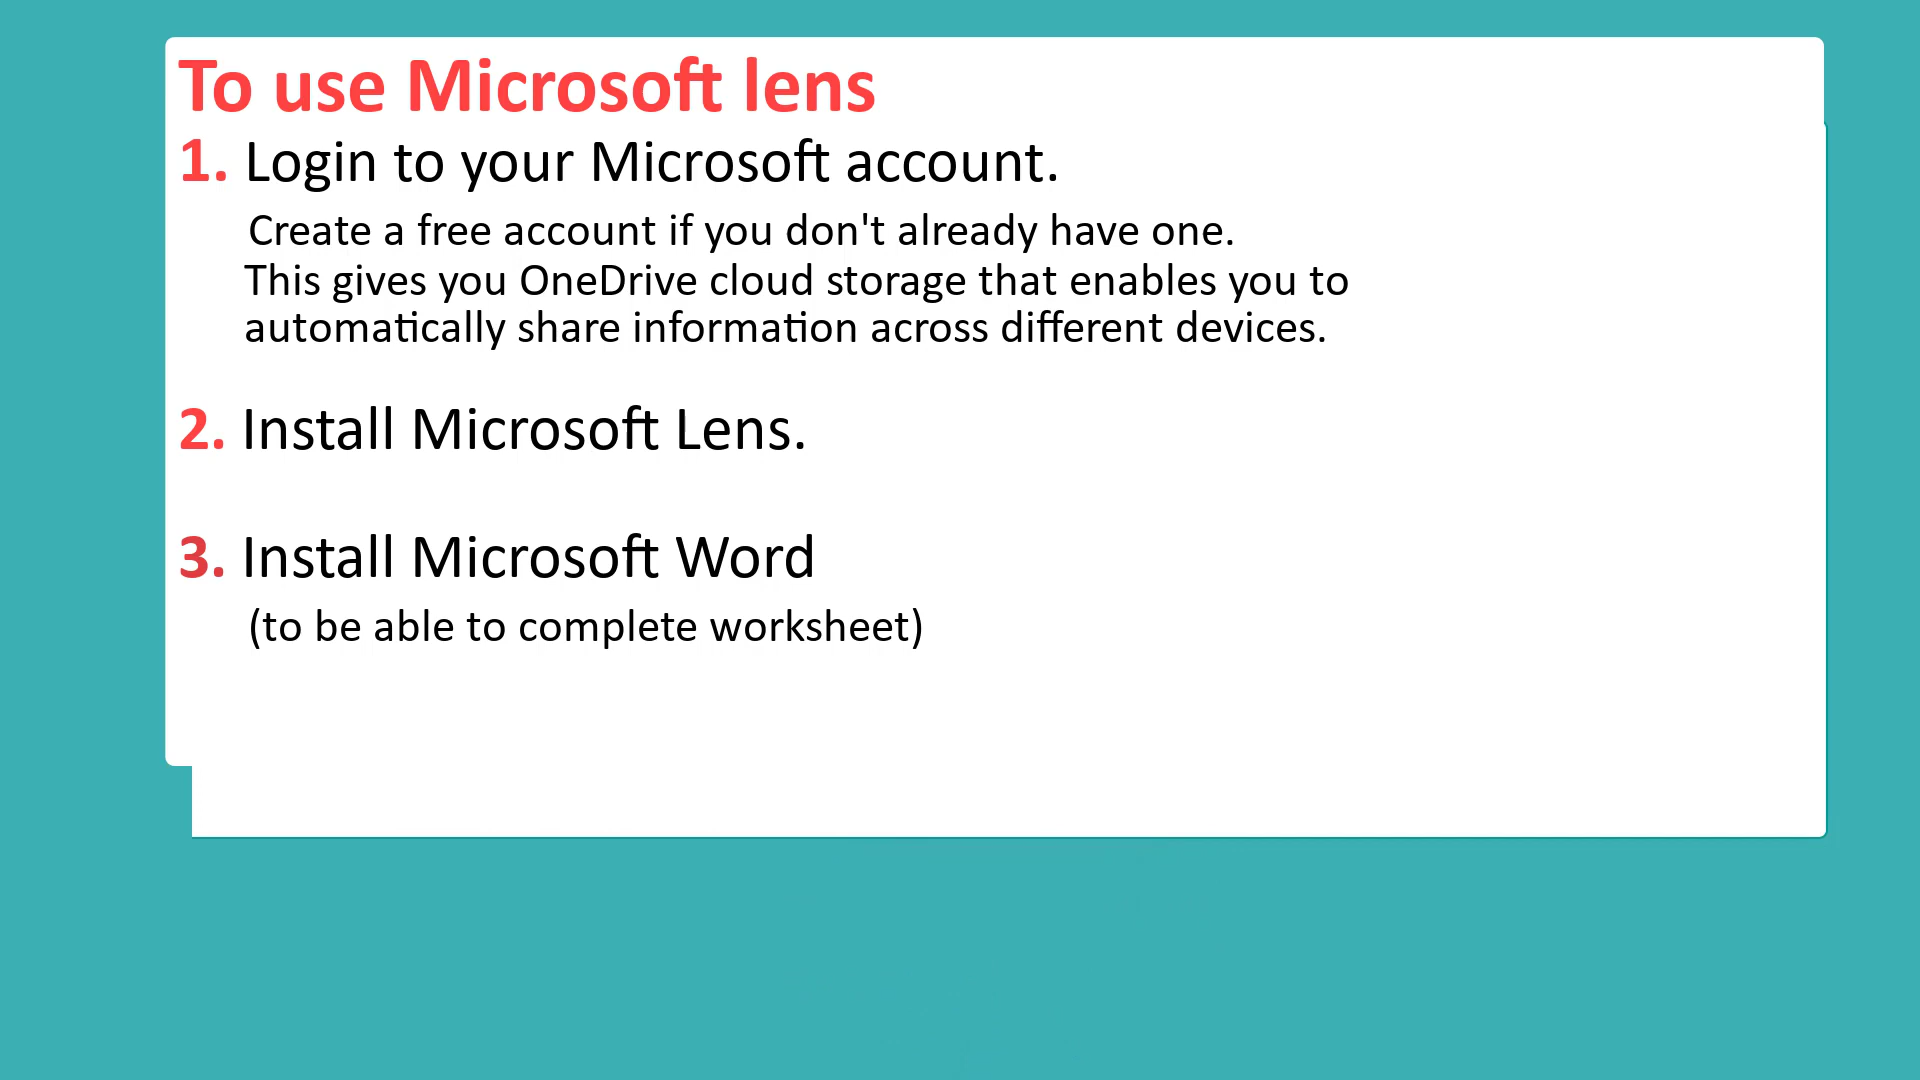 To use Microsoft lens
1. Login to your Microsoft account.
Create a free account if you don't already have one.
This gives you OneDrive cloud storage that enables you to
automatically share information across different devices.
2. Install Microsoft Lens.
3. Install Microsoft Word
(to be able to complete worksheet)